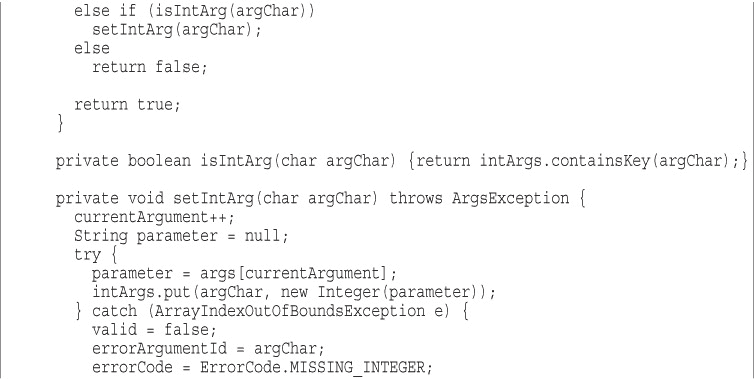 else if (isIntArg(argChar))
setIntArg(argChar);
else
return false;
return true;
}
private boolean isIntArg(char argChar) {return intArgs.containsKey(argChar);}
private void setIntArg(char argChar) throws ArgsException {
currentArgument++;
String parameter = null;
try {
parameter = args[currentArgument];
intArgs.put(argChar, new Integer(parameter));
} catch (ArrayIndexOutOfBoundsException e) {
valid = false;
errorArgumentId = argChar;
errorCode = ErrorCode.MISSING_INTEGER;